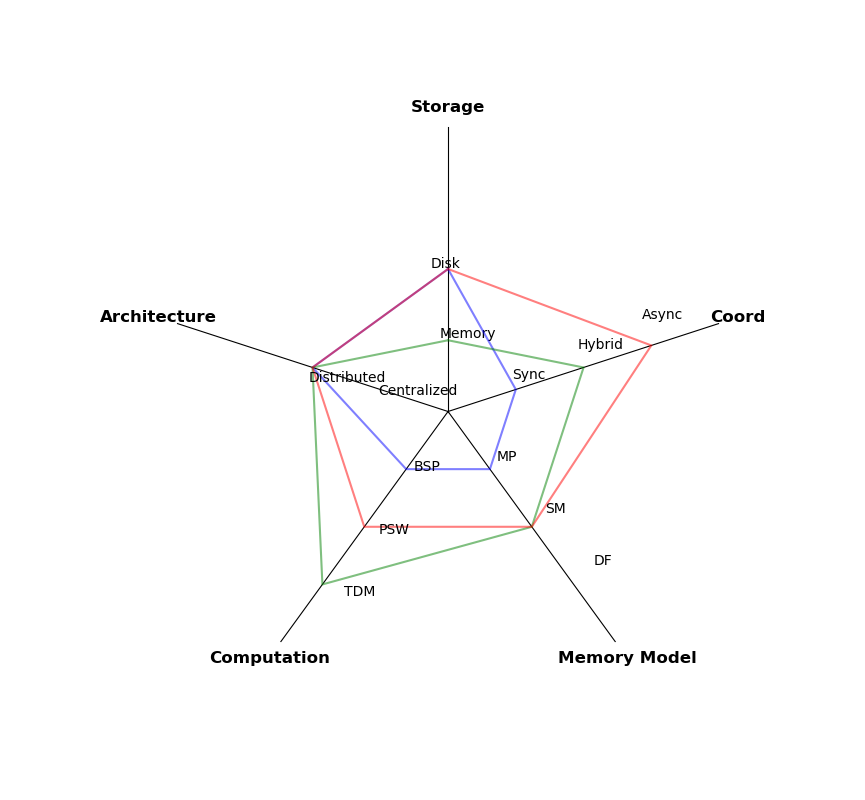 Storage
Disk
Async
Coord
Architecture
Memory
Hybrid
Distributed
Sync
Centralized
BSP
MP
PSW
SM
DF
TDM
Computation
Memory Model